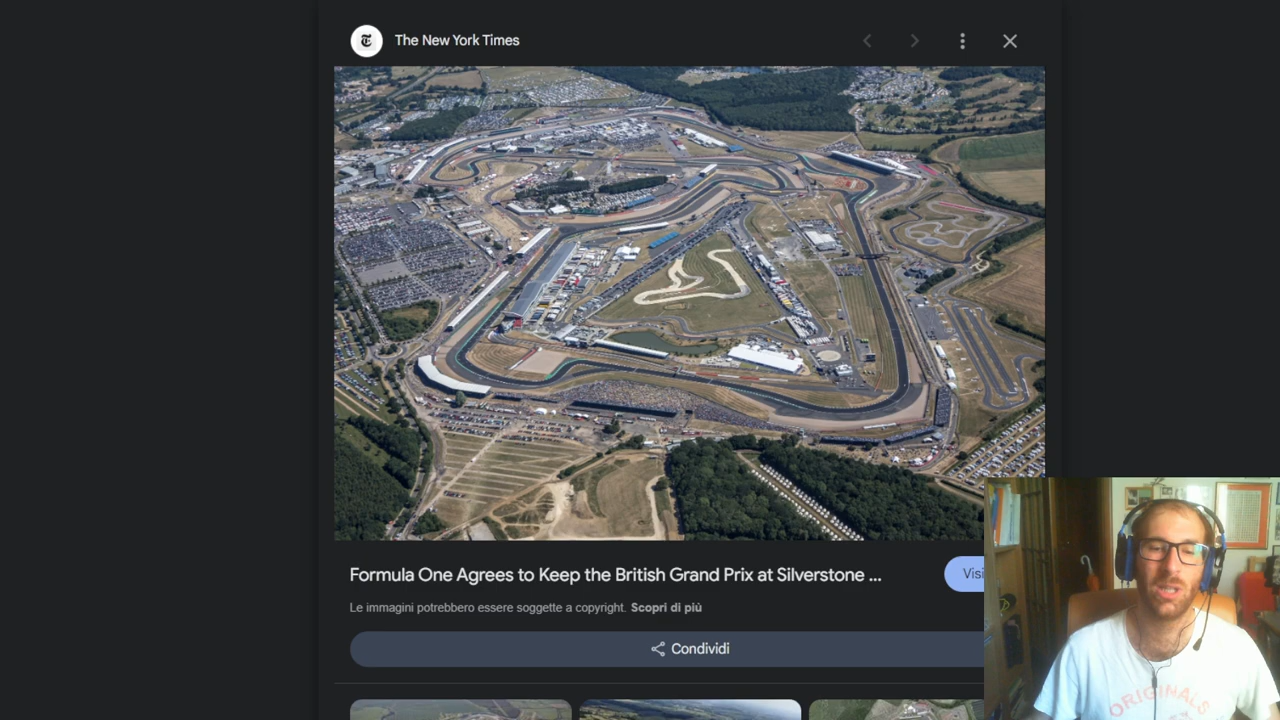 The New York Times
Formula One Agrees to Keep the British Grand Prix at Silverstone ...
Visi
Le immagini potrebbero essere soggette a copyright. Scopri di più
Condividi
ORIGINALS